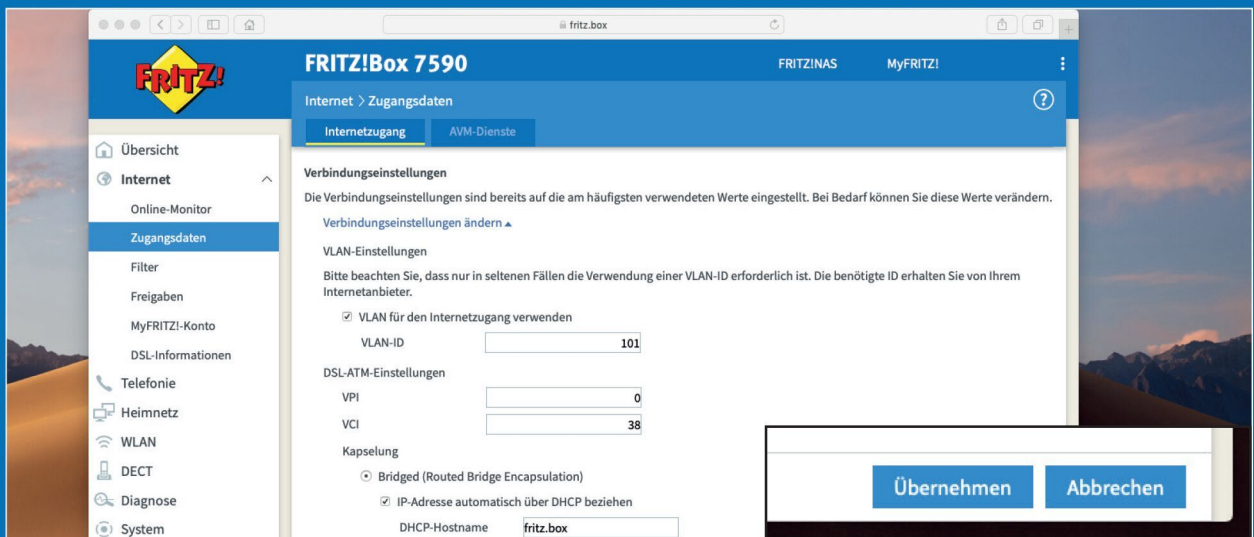 fritz.box
FRITZ!
FRITZ!Box 7590
FRITZ!NAS
MyFRITZ!
Internet > Zugangsdaten
Internetzugang
AVM-Dienste
Übersicht
Internet
Online-Monitor
Zugangsdaten
Filter
Freigaben
MyFRITZ!-Konto
DSL-Informationen
Telefonie
Heimnetz
WLAN
DECT
Diagnose
System
Verbindungseinstellungen
Die Verbindungseinstellungen sind bereits auf die am häufigsten verwendeten Werte eingestellt. Bei Bedarf können Sie diese Werte verändern.
Verbindungseinstellungen ändern
VLAN-Einstellungen
Bitte beachten Sie, dass nur in seltenen Fällen die Verwendung einer VLAN-ID erforderlich ist. Die benötigte ID erhalten Sie von Ihrem
Internetanbieter.
VLAN für den Internetzugang verwenden
VLAN-ID 101
DSL-ATM-Einstellungen
VPI 0
VCI 38
Kapselung
Bridged (Routed Bridge Encapsulation)
IP-Adresse automatisch über DHCP beziehen
DHCP-Hostname fritz.box
Übernehmen
Abbrechen